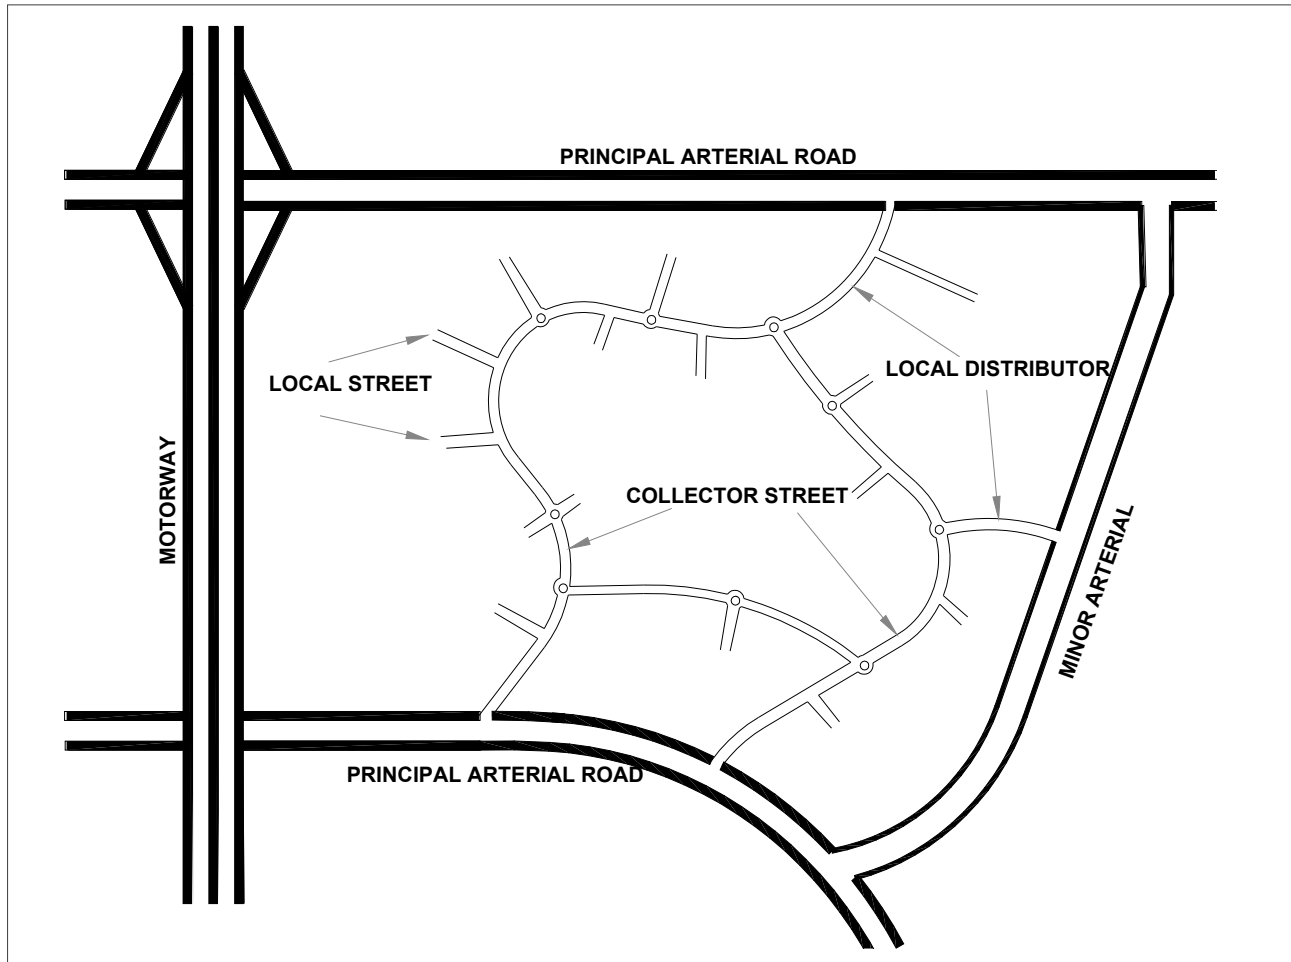 PRINCIPAL ARTERIAL ROAD
LOCAL DISTRIBUTOR
LOCAL STREET
MOTORWAY
COLLECTOR STREET
MINOR ARTERIAL
PRINCIPAL ARTERIAL ROAD